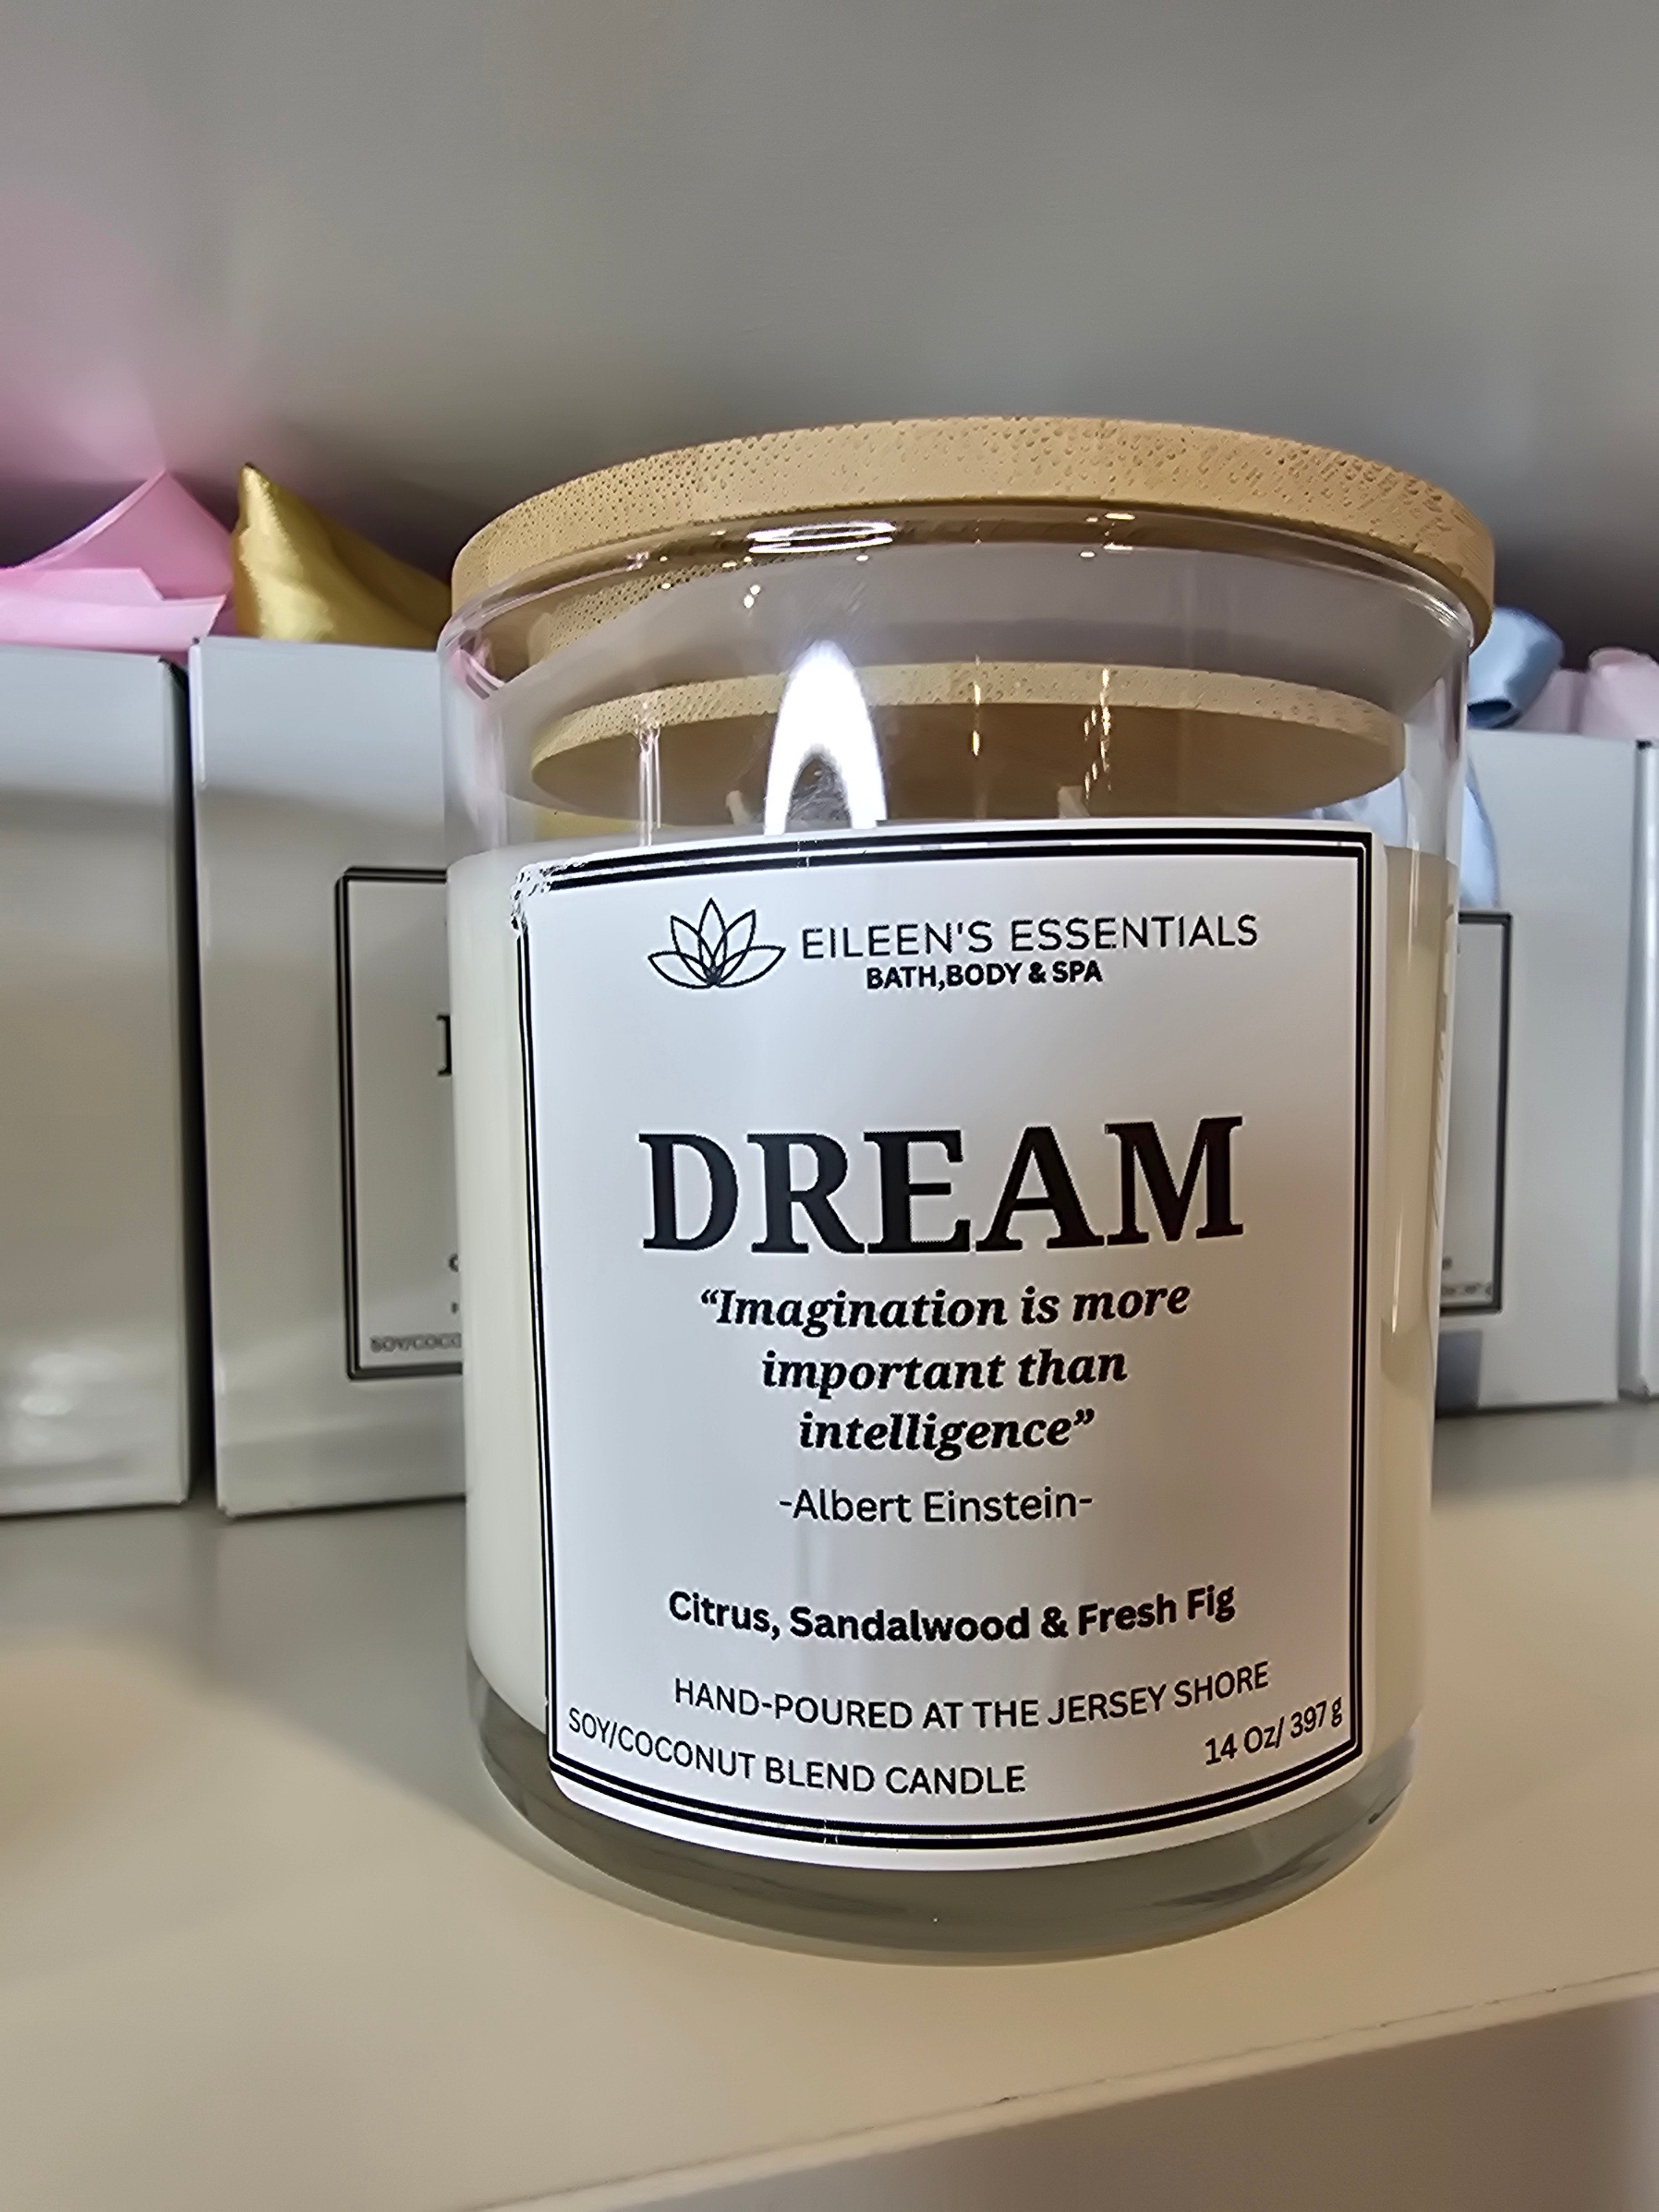 EILEEN'S ESSENTIALS
BATH,BODY & SPA
DREAM
“Imagination is more
important than
intelligence”
-Albert Einstein-
Citrus, Sandalwood & Fresh Fig
HAND-POURED AT THE JERSEY SHORE
SOY/COCONUT BLEND CANDLE
14 Oz/ 397 g